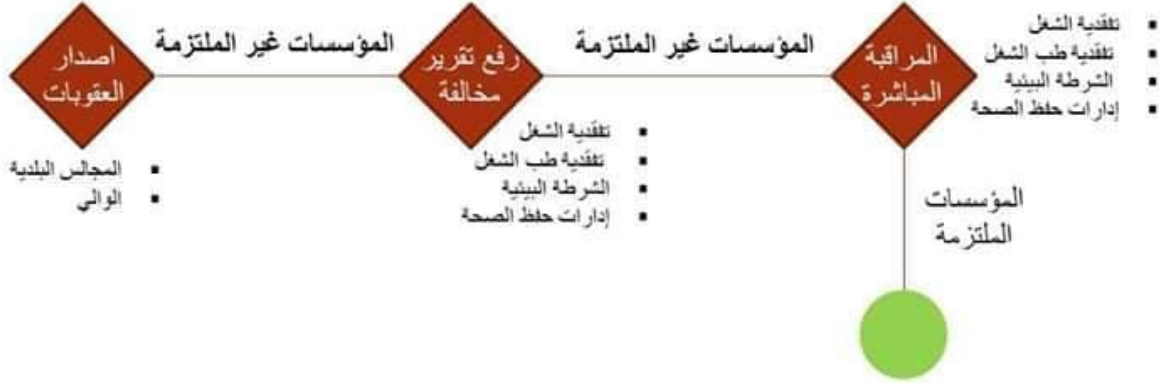 تفقدية الشغل
تفقدية طب الشغل
الشرطة البيئية
إدارات حفظ الصحة
المراقبة
المباشرة
المؤسسات غير الملتزمة
رفع تقرير
مخالفة
تفقدية الشغل
تفقدية طب الشغل
الشرطة البيئية
إدارات حفظ الصحة
المؤسسات غير الملتزمة
اصدار
العقوبات
المجالس البلدية
الوالي
المؤسسات
الملتزمة